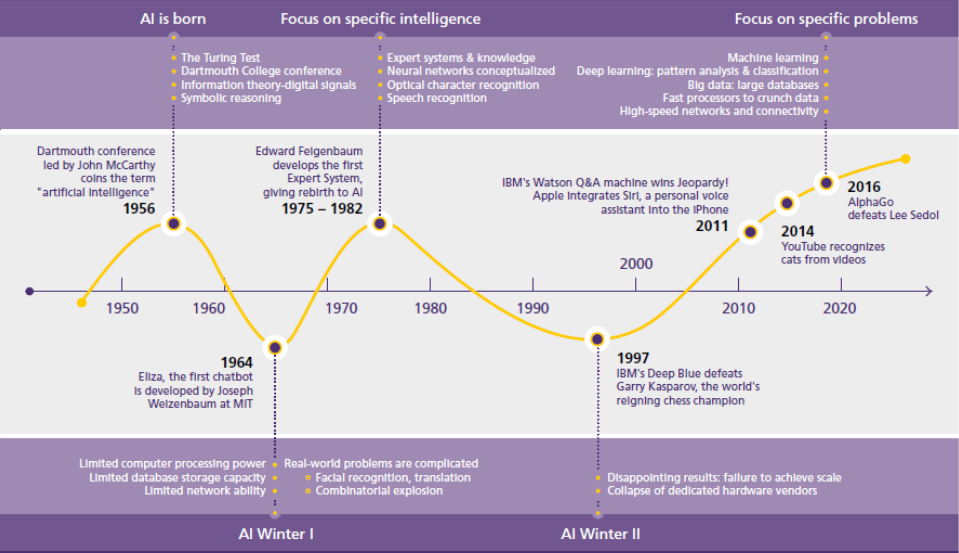 AI is born
Focus on specific intelligence
Focus on specific problems
The Turing Test
Dartmouth College conference
Information theory-digital signals
Symbolic reasoning
Expert systems & knowledge
Neural networks conceptualized
Optical character recognition
Speech recognition
Machine learning
Deep learning: pattern analysis & classification
Big data: large databases
Fast processors to crunch data
High-speed networks and connectivity
Dartmouth conference
led by John McCarthy
coins the term
"artificial intelligence"
1956
Edward Feigenbaum
develops the first
Expert System,
giving rebirth to AI
1975 – 1982
IBM's Watson Q&A machine wins Jeopardy!
Apple integrates Siri, a personal voice
assistant into the iPhone
2011
2016
AlphaGo
defeats Lee Sedol
2014
YouTube recognizes
cats from videos
2000
1950
1960
1970
1980
1990
2010
2020
1964
Eliza, the first chatbot
is developed by Joseph
Weizenbaum at MIT
1997
IBM's Deep Blue defeats
Garry Kasparov, the world's
reigning chess champion
Limited computer processing power
Limited database storage capacity
Limited network ability
Real-world problems are complicated
Facial recognition, translation
Combinatorial explosion
Disappointing results: failure to achieve scale
Collapse of dedicated hardware vendors
AI Winter I
AI Winter II